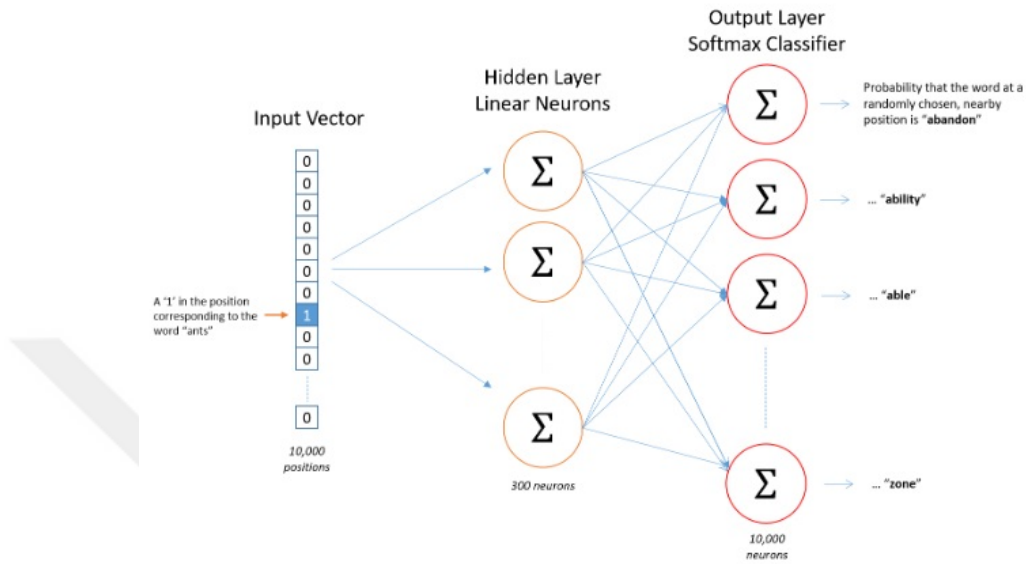 Output Layer
Softmax Classifier
Hidden Layer
Linear Neurons
Input Vector
0
0
0
0
0
0
0
1
0
0
0
A '1' in the position
corresponding to the
word "ants"
10,000
positions
Σ
Σ
Σ
300 neurons
Σ
Σ
Σ
Σ
10,000
neurons
Probability that the word at a
randomly chosen, nearby
position is "abandon"
... "ability"
... "able"
... "zone"